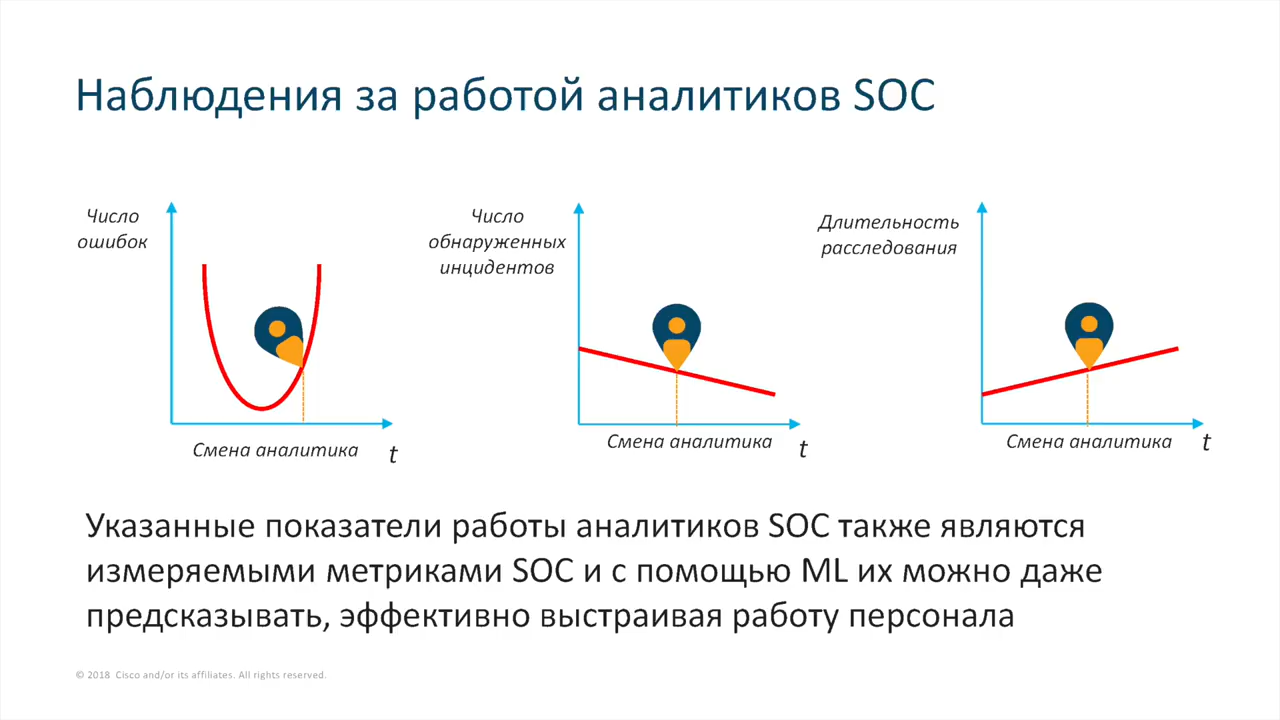 Наблюдения за работой аналитиков SOC
Число
ошибок
Смена аналитика
t
Число
обнаруженных
инцидентов
Смена аналитика
t
Длительность
расследования
Смена аналитика
t
Указанные показатели работы аналитиков SOC также являются
измеряемыми метриками SOC и с помощью ML их можно даже
предсказывать, эффективно выстраивая работу персонала
© 2018 Cisco and/or its affiliates. All rights reserved.